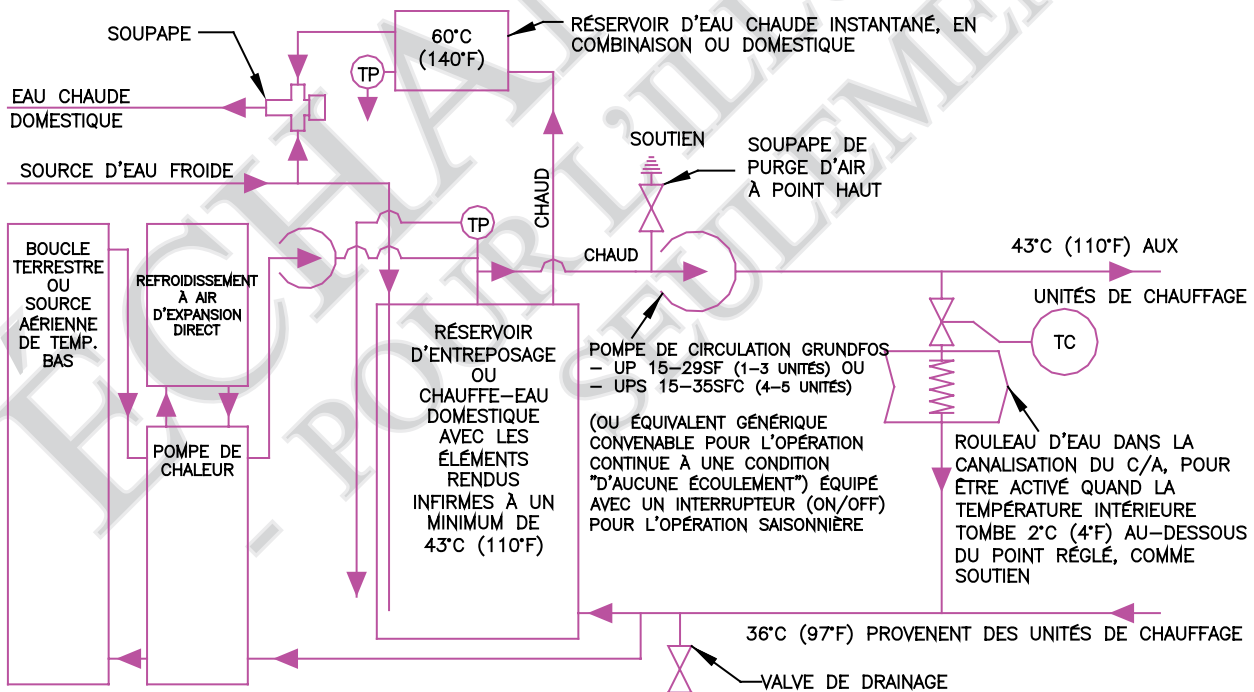 SOUPAPE
60°C
(140°F)
RÉSERVOIR D'EAU CHAUDE INSTANTANÉ, EN
COMBINAISON OU DOMESTIQUE
TP
EAU CHAUDE
DOMESTIQUE
SOURCE D'EAU FROIDE
CHAUD
SOUTIEN
SOUPAPE DE
PURGE D'AIR
À POINT HAUT
TP
CHAUD
43°C (110°F) AUX
UNITÉS DE CHAUFFAGE
BOUCLE
TERRESTRE
OU
SOURCE
AÉRIENNE
DE TEMP.
BAS
REFROIDISSEMENT
À AIR
D'EXPANSION
DIRECT
POMPE DE
CHALEUR
RÉSERVOIR
D'ENTREPOSAGE
OU
CHAUFFE-EAU
DOMESTIQUE
AVEC LES
ÉLÉMENTS
RENDUS
INFIRMES À UN
MINIMUM DE
43°C (110°F)
POMPE DE CIRCULATION GRUNDFOS
- UP 15-29SF (1-3 UNITÉS) OU
- UPS 15-35SFC (4-5 UNITÉS)
(OU ÉQUIVALENT GÉNÉRIQUE
CONVENABLE POUR L'OPÉRATION
CONTINUE À UNE CONDITION
"D'AUCUNE ÉCOULEMENT") ÉQUIPÉ
AVEC UN INTERRUPTEUR (ON/OFF)
POUR L'OPÉRATION SAISONNIÈRE
TC
ROULEAU D'EAU DANS LA
CANALISATION DU C/A, POUR
ÊTRE ACTIVÉ QUAND LA
TEMPÉRATURE INTÉRIEURE
TOMBE 2°C (4°F) AU-DESSOUS
DU POINT RÉGLÉ, COMME
SOUTIEN
36°C (97°F) PROVENENT DES UNITÉS DE CHAUFFAGE
VALVE DE DRAINAGE